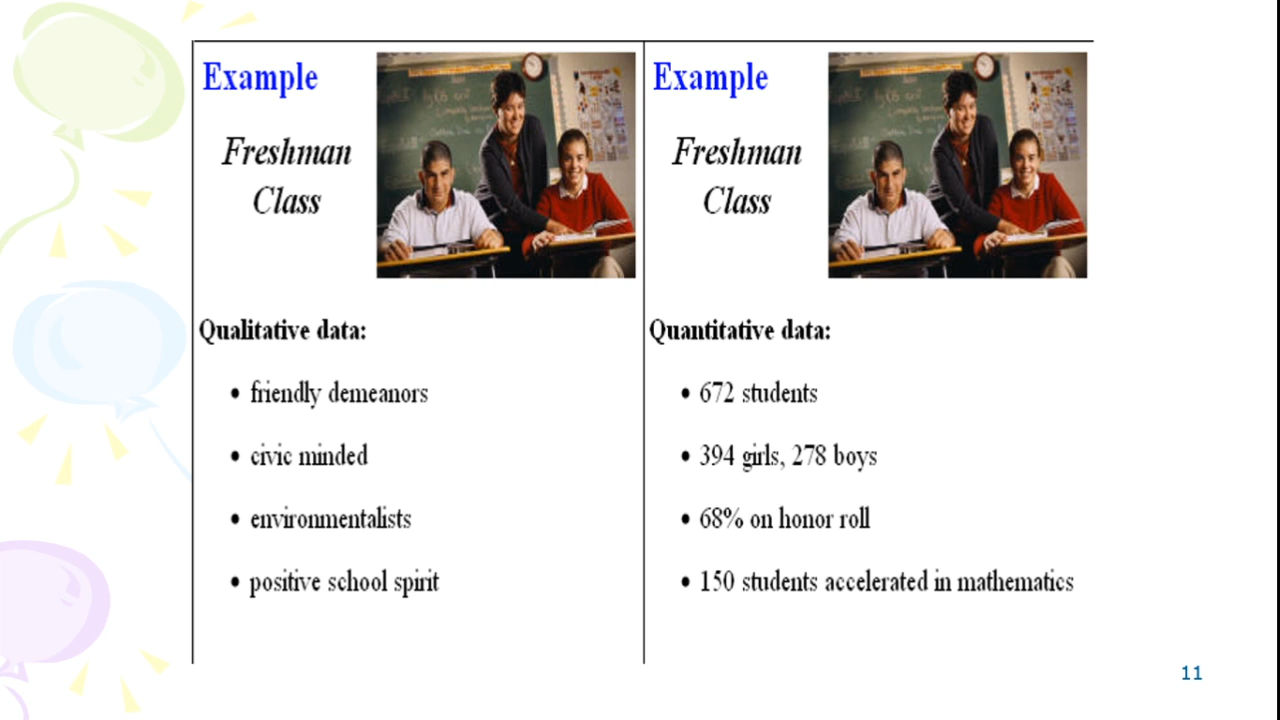 Example
Freshman
Class
Qualitative data:
• friendly demeanors
• civic minded
• environmentalists
• positive school spirit
Example
Freshman
Class
Quantitative data:
• 672 students
• 394 girls, 278 boys
• 68% on honor roll
• 150 students accelerated in mathematics
11